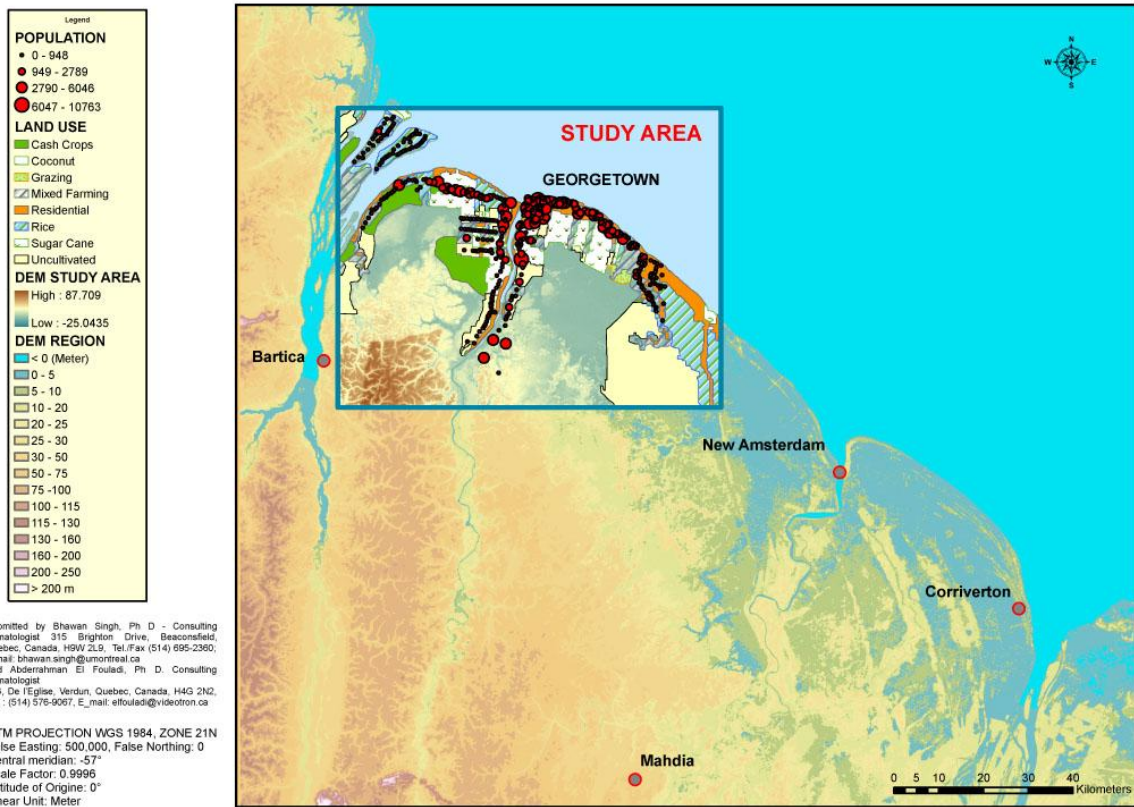 Legend
POPULATION
0 - 948
949 - 2789
2790 - 6046
6047 - 10763
LAND USE
Cash Crops
Coconut
Grazing
Mixed Farming
Residential
Rice
Sugar Cane
Uncultivated
DEM STUDY AREA
High : 87.709
Low : -25.0435
DEM REGION
< 0 (Meter)
0 - 5
5 - 10
10 - 20
20 - 25
25 - 30
30 - 50
50 - 75
75 -100
100 - 115
115 - 130
130 - 160
160 - 200
200 - 250
> 200 m
omitted by Bhawan Singh, Ph D - Consulting
matologist 315 Brighton Drive, Beaconsfield,
ebec, Canada, H9W 2L9, Tel./Fax (514) 695-2360;
mail: bhawan.singh@umontreal.ca
d Abderrahman El Fouladi, Ph D. Consulting
matologist
, De l'Eglise, Verdun, Quebec, Canada, H4G 2N2,
: (514) 576-9067, E_mail: elfouladi@videotron.ca
TM PROJECTION WGS 1984, ZONE 21N
lse Easting: 500,000, False Northing: 0
entral meridian: -57°
cale Factor: 0.9996
titude of Origine: 0°
near Unit: Meter
N
W
E
S
STUDY AREA
GEORGETOWN
Bartica
New Amsterdam
Corriverton
Mahdia
0 5 10 20 30 40
Kilometers